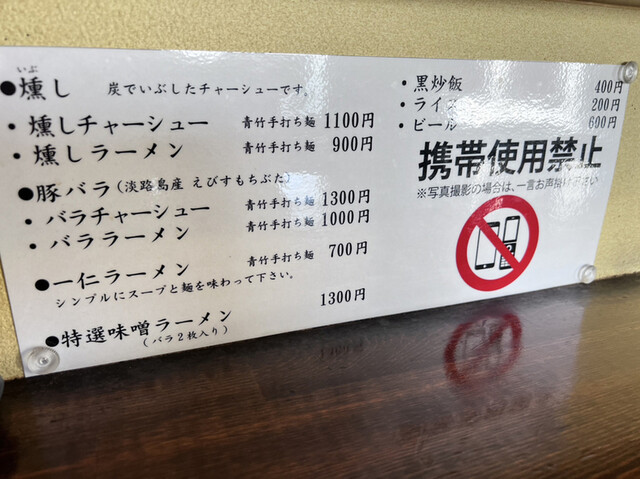 いぶ
●燻し 炭でいぶしたチャーシューです。
・燻しチャーシュー 青竹手打ち麺 1100円
・燻しラーメン 青竹手打ち麺 900円
●豚バラ(淡路島産 えびすもちぶた)
・バラチャーシュー 青竹手打ち麺 1300円
・バララーメン 青竹手打ち麺 1000円
●一仁ラーメン 青竹手打ち麺 700円
シンプルにスープと麺を味わって下さい。
●特選味噌ラーメン 1300円
(バラ2枚入り)
・黒炒飯 400円
・ライス 200円
・ビール 600円
携帯使用禁止
※写真撮影の場合は、一言お声掛け下さい